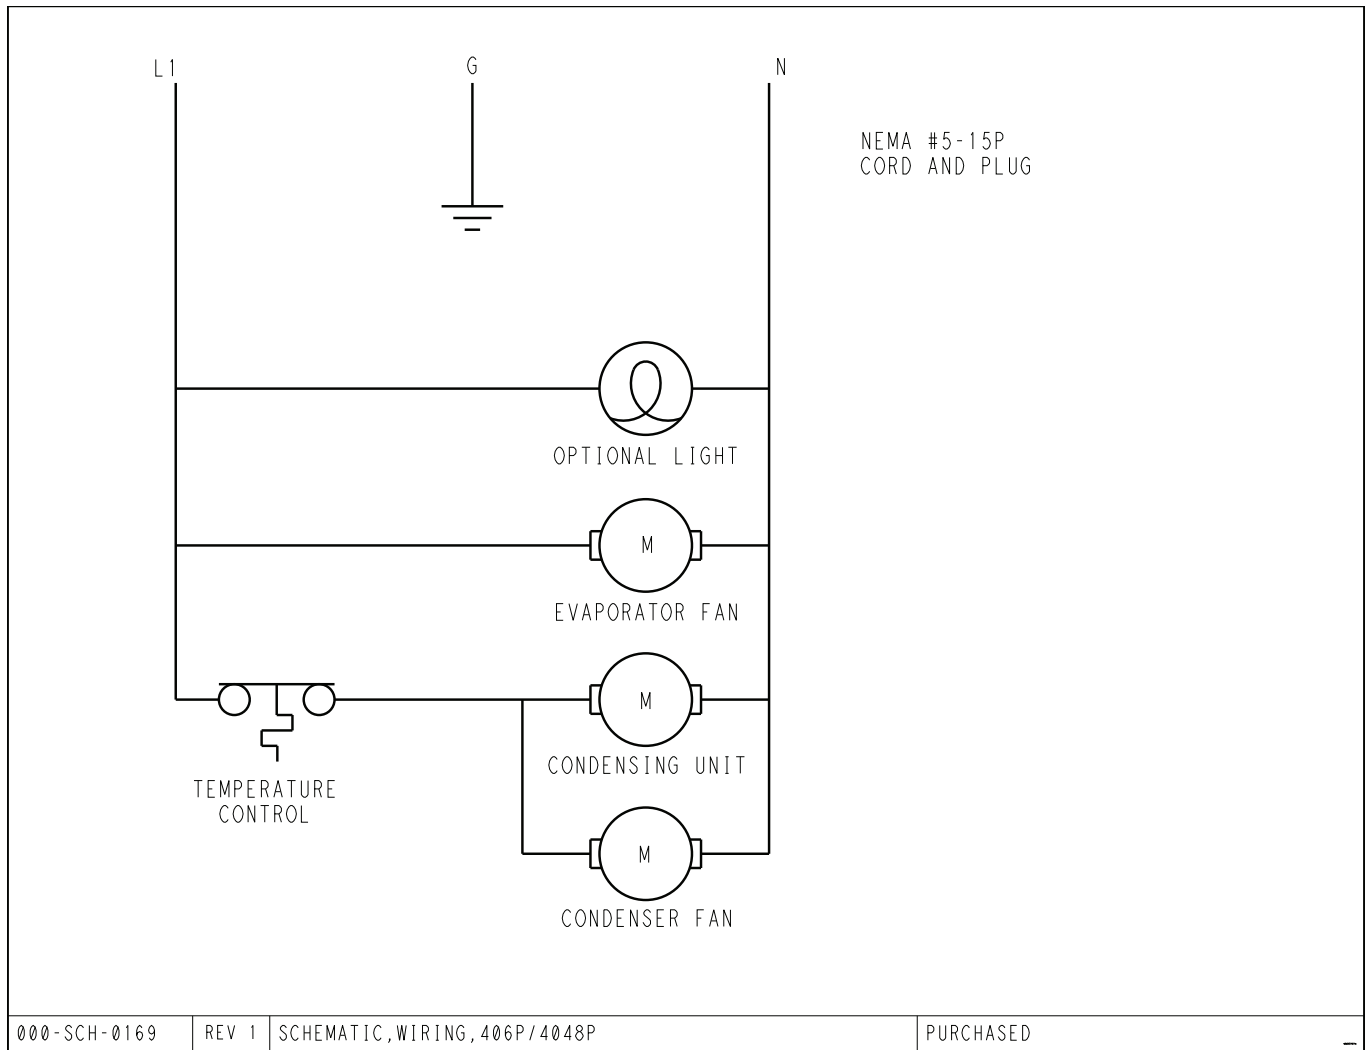 L1
G
N
NEMA #5-15P
CORD AND PLUG
OPTIONAL LIGHT
M
EVAPORATOR FAN
M
CONDENSING UNIT
TEMPERATURE
CONTROL
M
CONDENSER FAN
000-SCH-0169
REV 1
SCHEMATIC,WIRING,406P/4048P
PURCHASED